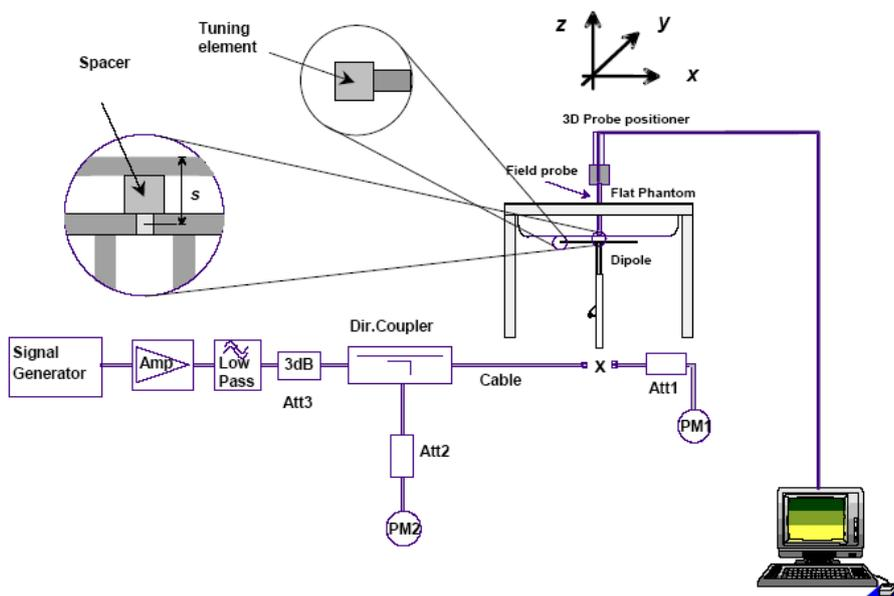 Tuning
element
Spacer
z
y
x
3D Probe positioner
Field probe
Flat Phantom
s
Dipole
Dir.Coupler
Signal
Generator
Amp
Low
Pass
3dB
Att3
Cable
x
Att1
PM1
Att2
PM2